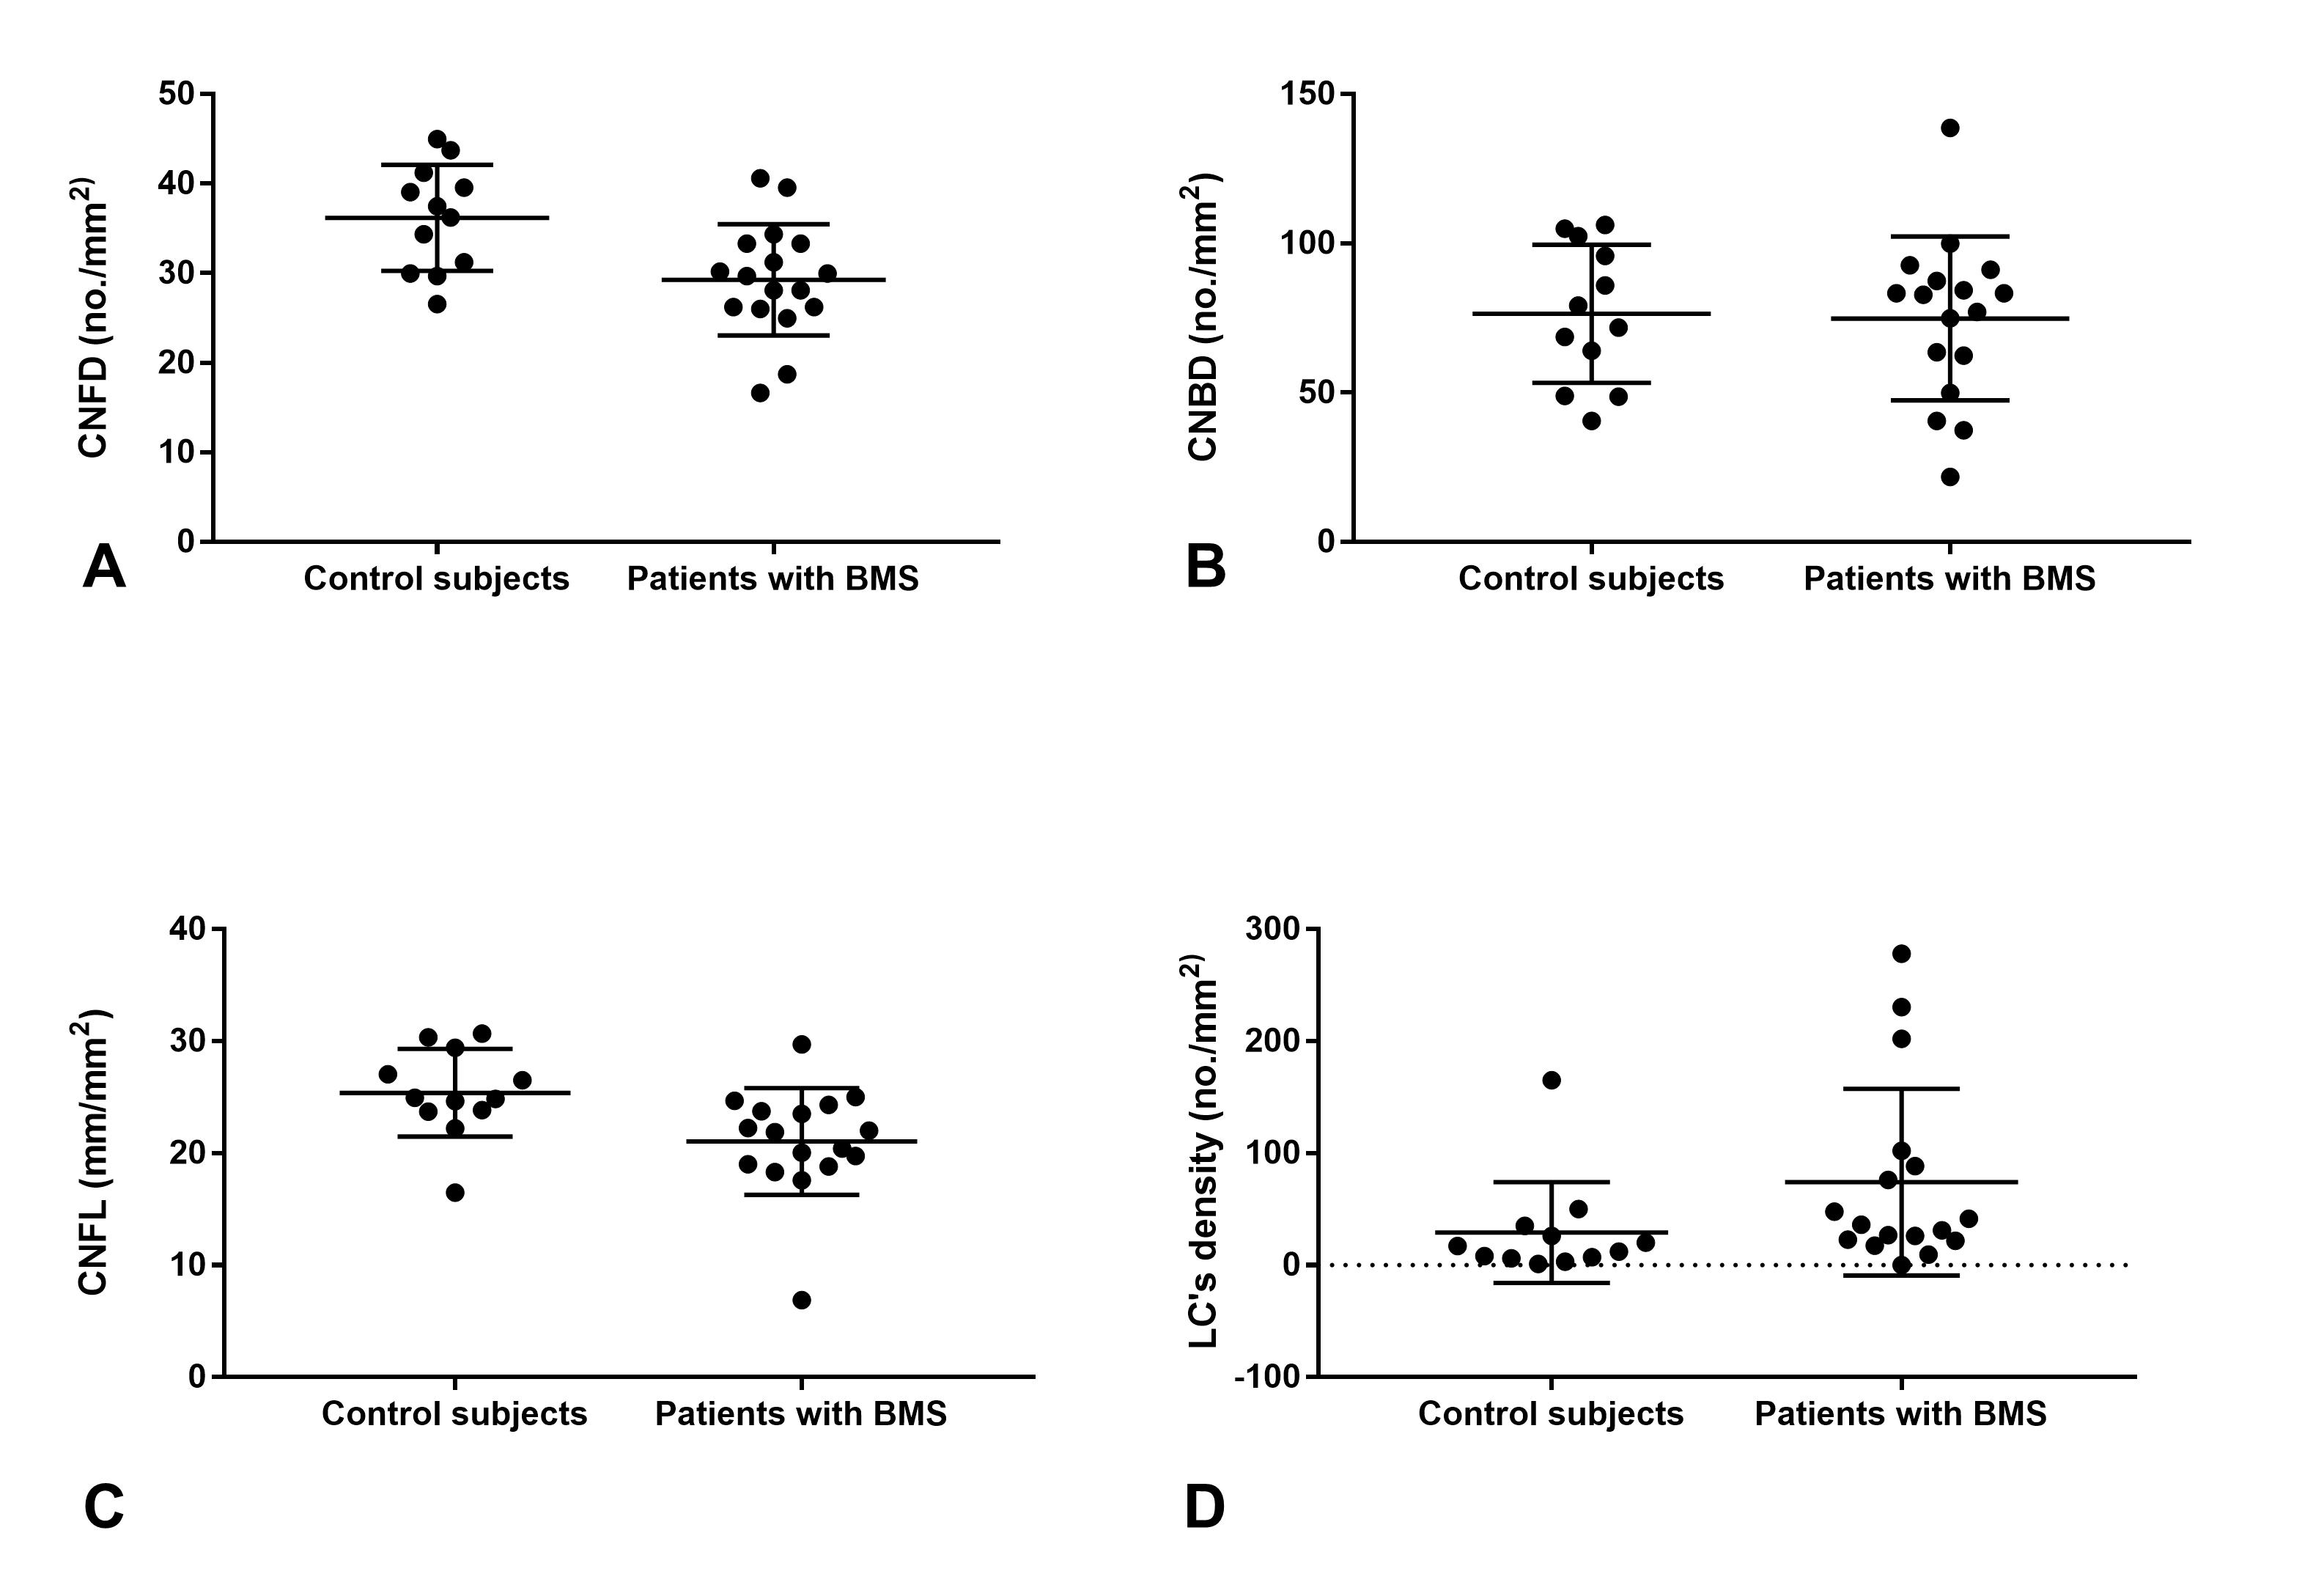 50
40
30
20
10
0
CNFD (no./mm²)
Control subjects
Patients with BMS
A
150
100
50
0
CNBD (no./mm²)
Control subjects
Patients with BMS
B
40
30
20
10
0
CNFL (mm/mm²)
Control subjects
Patients with BMS
C
300
200
100
0
-100
LC's density (no./mm²)
Control subjects
Patients with BMS
D